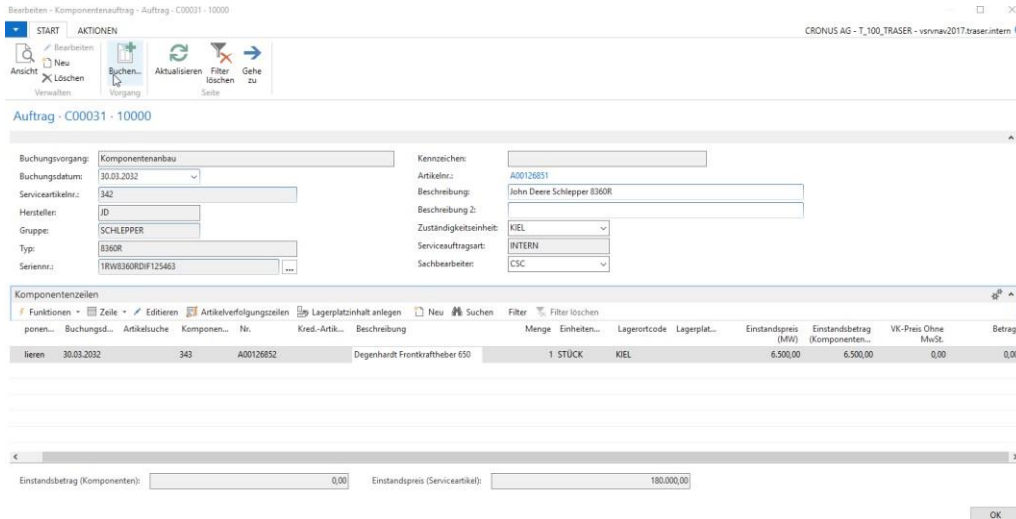 Bearbeiten - Komponentenauftrag - Auftrag - C00031 - 10000
START AKTIONEN
CRONUS AG - T_100_TRASER - vsrvnav2017.traser.intern
Ansicht
Bearbeiten
Neu
Löschen
Buchen...
Aktualisieren
Filter löschen
Gehe zu
Verwalten Vorgang Seite
Auftrag - C00031 - 10000
Buchungsvorgang: Komponentenanbau
Kennzeichen:
Buchungsdatum: 30.03.2032
Artikelnr.: A00126851
Serviceartikelnr.: 342
Beschreibung: John Deere Schlepper 8360R
Hersteller: JD
Beschreibung 2:
Gruppe: SCHLEPPER
Zuständigkeitseinheit: KIEL
Typ: 8360R
Serviceauftragsart: INTERN
Seriennr.: 1RW8360RDIF125463 ...
Sachbearbeiter: CSC
Komponentenzeilen
Funktionen Zeile Editieren Artikelverfolgungszeilen Lagerplatzinhalt anlegen Neu Suchen Filter Filter löschen
ponen... Buchungsd... Artikelsuche Komponen... Nr. Kred.-Artik... Beschreibung Menge Einheiten... Lagerortcode Lagerplat... Einstandspreis (MW) Einstandsbetrag (Komponenten... VK-Preis Ohne MwSt. Betrag
lieren 30.03.2032 343 A00126852 Degenhardt Frontkraftheber 650 1 STÜCK KIEL 6.500,00 6.500,00 0,00 0,00
Einstandsbetrag (Komponenten): 0,00 Einstandspreis (Serviceartikel): 180.000,00
OK